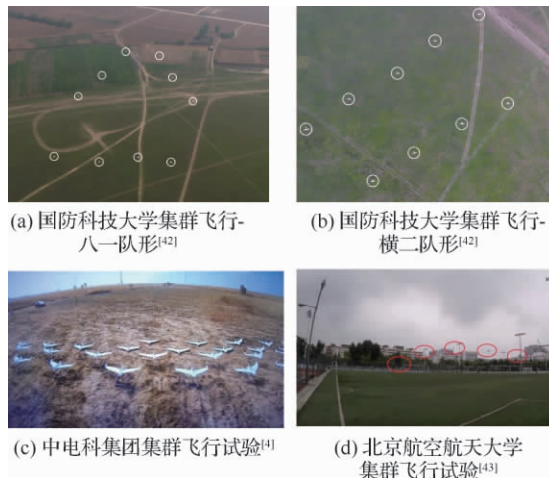 (a) 国防科技大学集群飞行-
八一队形[42]
(b) 国防科技大学集群飞行-
横二队形[42]
(c) 中电科集团集群飞行试验[4]
(d) 北京航空航天大学
集群飞行试验[43]